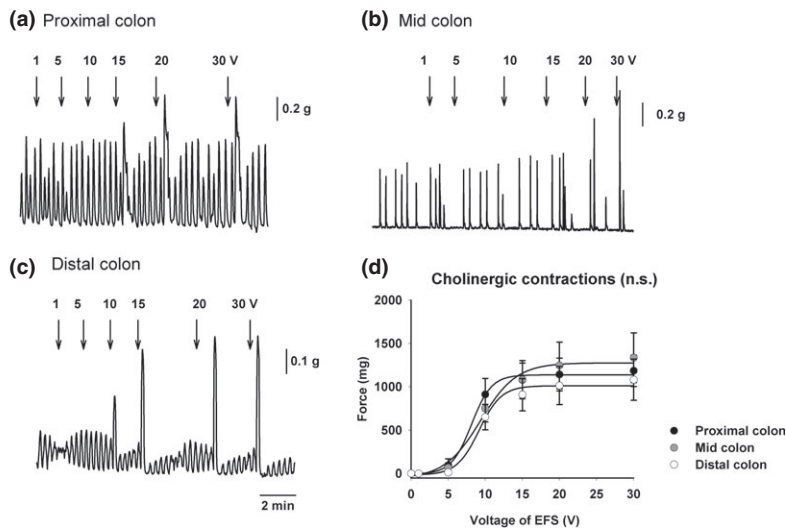 (a) Proximal colon
1 5 10 15 20 30 V
0.2 g
(b) Mid colon
1 5 10 15 20 30 V
0.2 g
(c) Distal colon
1 5 10 15 20 30 V
0.1 g
2 min
(d)
Cholinergic contractions (n.s.)
Force (mg)
2000
1500
1000
500
0
0 5 10 15 20 25 30
Voltage of EFS (V)
Proximal colon
Mid colon
Distal colon